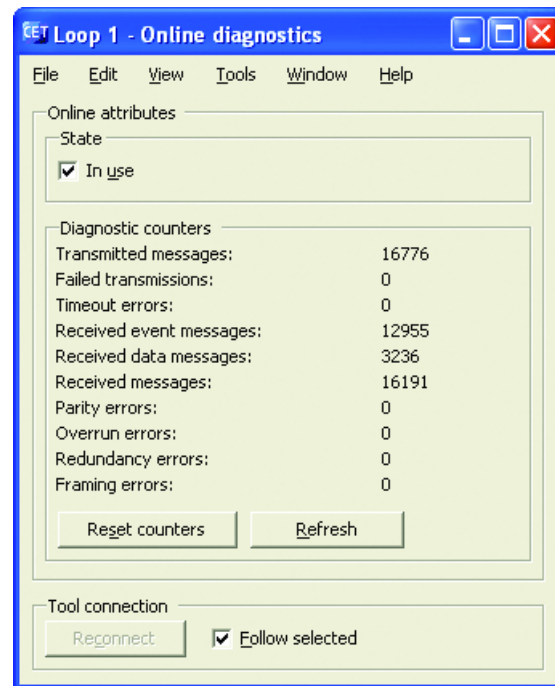 CET Loop 1 - Online diagnostics
File Edit View Tools Window Help
Online attributes
State
In use
Diagnostic counters
Transmitted messages: 16776
Failed transmissions: 0
Timeout errors: 0
Received event messages: 12955
Received data messages: 3236
Received messages: 16191
Parity errors: 0
Overrun errors: 0
Redundancy errors: 0
Framing errors: 0
Reset counters Refresh
Tool connection
Reconnect Follow selected